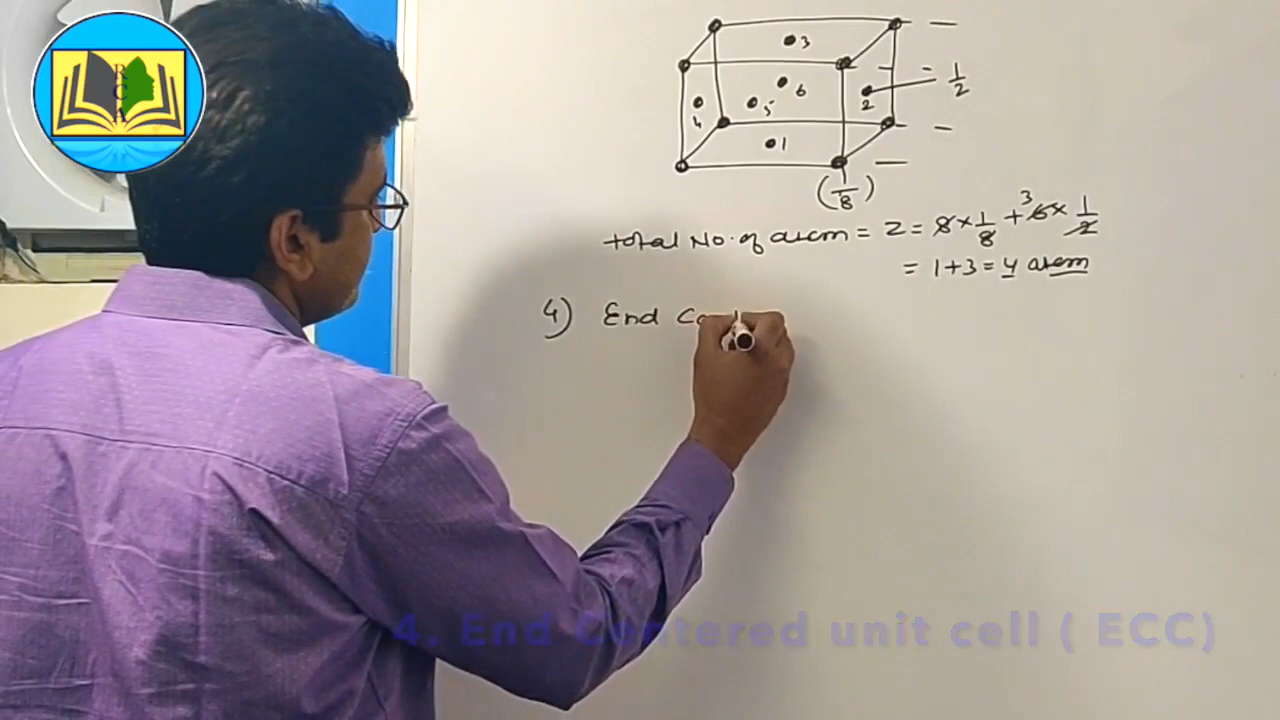 RCA
3
6
1/2
2
5
4
1
(1/8)
total No. of atom = Z = 8 × 1/8 + 6 3 × 1/2
= 1 + 3 = 4 atom
4) End Ce
4. End Centered unit cell ( ECC)